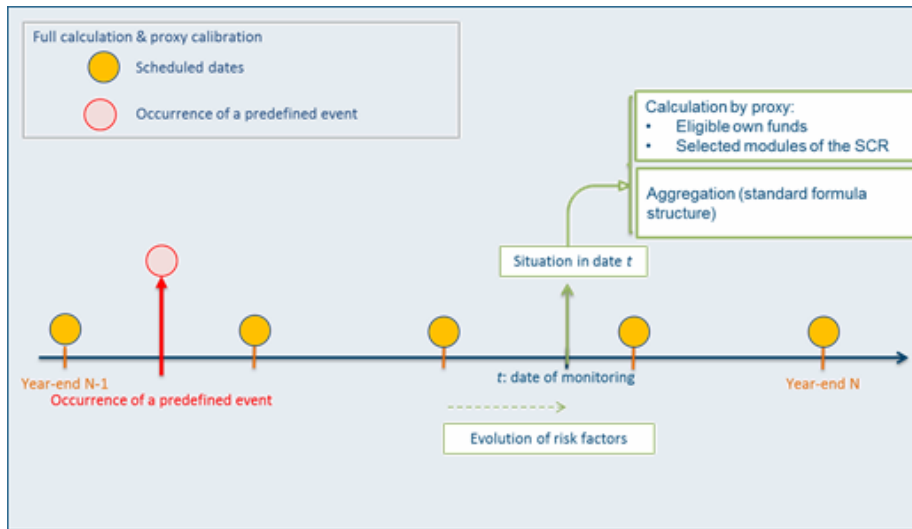 Full calculation & proxy calibration
Scheduled dates
Occurrence of a predefined event
Calculation by proxy:
• Eligible own funds
• Selected modules of the SCR
Aggregation (standard formula
structure)
Situation in date t
Year-end N-1
Occurrence of a predefined event
t: date of monitoring
Year-end N
Evolution of risk factors